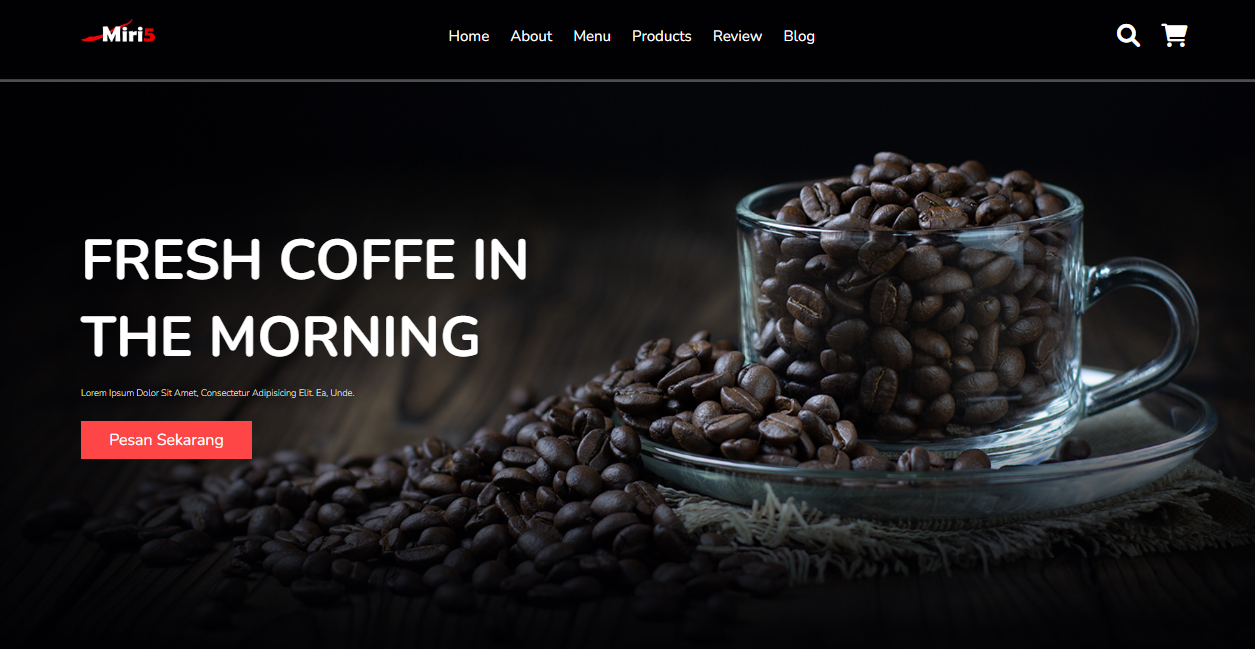 Miri5
Home About Menu Products Review Blog
FRESH COFFE IN
THE MORNING
Lorem Ipsum Dolor Sit Amet, Consectetur Adipisicing Elit. Ea, Unde.
Pesan Sekarang